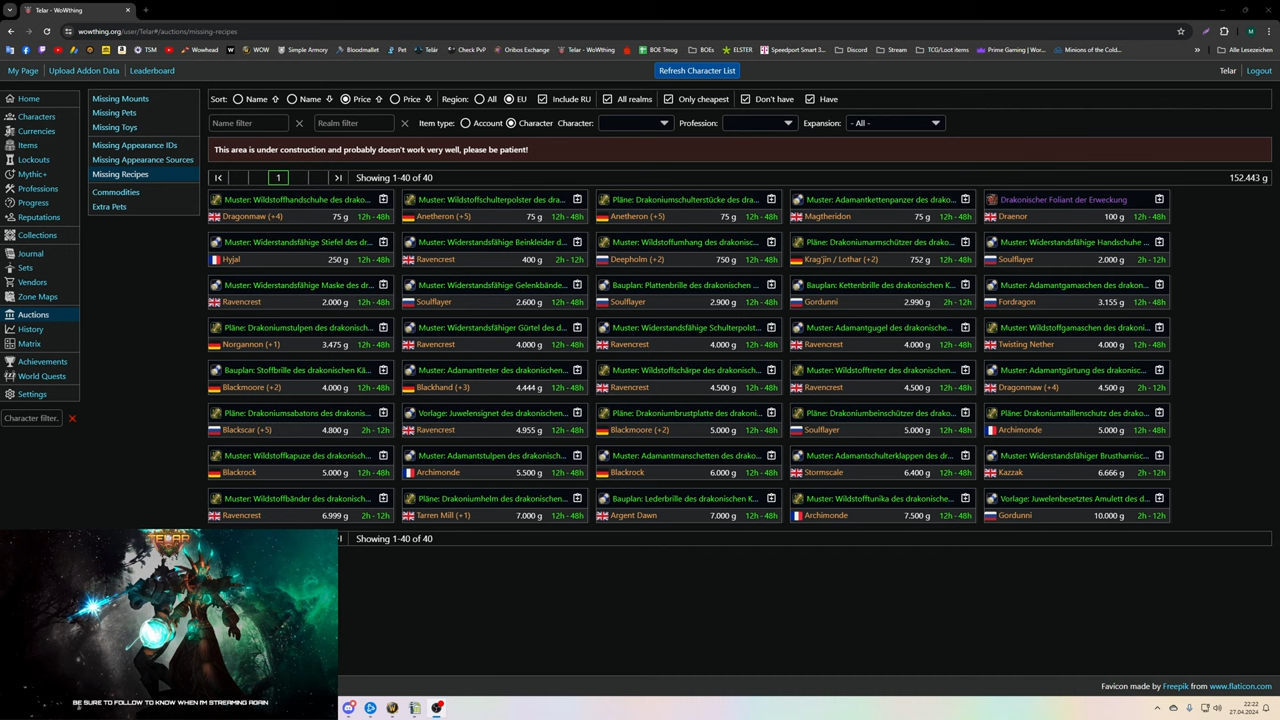 Telar - WoWthing
wowthing.org/user/Telar#/auctions/missing-recipes
TSM Wowhead WOW Simple Armory Bloodmallet Pet Telár Check PvP Oribos Exchange Telar - WoWthing BOE Tmog BOEs ELSTER Speedport Smart 3... Discord Stream TCG/Loot items Prime Gaming | Wor... Minions of the Cold... Alle Lesezeichen
My Page Upload Addon Data Leaderboard Refresh Character List Telar Logout
Home
Characters
Currencies
Items
Lockouts
Mythic+
Professions
Progress
Reputations
Collections
Journal
Sets
Vendors
Zone Maps
Auctions
History
Matrix
Achievements
World Quests
Settings
Character filter.
Missing Mounts
Missing Pets
Missing Toys
Missing Appearance IDs
Missing Appearance Sources
Missing Recipes
Commodities
Extra Pets
Sort: Name Name Price Price Region: All EU Include RU All realms Only cheapest Don't have Have
Name filter Realm filter Item type: Account Character Character: Profession: Expansion: - All -
This area is under construction and probably doesn't work very well, please be patient!
1 Showing 1-40 of 40 152.443 g
Muster: Wildstoffhandschuhe des drako... Muster: Wildstoffschulterpolster des dra... Pläne: Drakoniumschulterstücke des dra... Muster: Adamantkettenpanzer des drako... Drakonischer Foliant der Erweckung
Dragonmaw (+4) 75 g 12h - 48h Anetheron (+5) 75 g 12h - 48h Anetheron (+5) 75 g 12h - 48h Magtheridon 75 g 12h - 48h Draenor 100 g 12h - 48h
Muster: Widerstandsfähige Stiefel des dr... Muster: Widerstandsfähige Beinkleider d... Muster: Wildstoffumhang des drakonisc... Pläne: Drakoniumarmschützer des drako... Muster: Widerstandsfähige Handschuhe ...
Hyjal 250 g 12h - 48h Ravencrest 400 g 2h - 12h Deepholm (+2) 750 g 12h - 48h Krag'jin / Lothar (+2) 752 g 12h - 48h Soulflayer 2.000 g 2h - 12h
Muster: Widerstandsfähige Maske des dr... Muster: Widerstandsfähige Gelenkbände... Bauplan: Plattenbrille des drakonischen ... Bauplan: Kettenbrille des drakonischen K... Muster: Adamantgamaschen des drako...
Ravencrest 2.000 g 12h - 48h Soulflayer 2.600 g 12h - 48h Soulflayer 2.900 g 12h - 48h Gordunni 2.990 g 2h - 12h Fordragon 3.155 g 12h - 48h
Pläne: Drakoniumstulpen des drakonisch... Muster: Widerstandsfähiger Gürtel des d... Muster: Widerstandsfähige Schulterpolst... Muster: Adamantgugel des drakonische... Muster: Wildstoffgamaschen des drakoni...
Norgannon (+1) 3.475 g 12h - 48h Ravencrest 4.000 g 12h - 48h Ravencrest 4.000 g 12h - 48h Ravencrest 4.000 g 12h - 48h Twisting Nether 4.000 g 12h - 48h
Bauplan: Stoffbrille des drakonischen Kä... Muster: Adamanttreter des drakonischen... Muster: Wildstoffschärpe des drakonisch... Muster: Wildstofftreter des drakonischen... Muster: Adamantgürtung des drakonisch...
Blackmoore (+2) 4.000 g 12h - 48h Blackhand (+3) 4.444 g 12h - 48h Ravencrest 4.500 g 12h - 48h Ravencrest 4.500 g 12h - 48h Dragonmaw (+4) 4.500 g 2h - 12h
Pläne: Drakoniumsabatons des drakonis... Vorlage: Juwelensignet des drakonischen... Pläne: Drakoniumbrustplatte des drakoni... Pläne: Drakoniumbeinschützer des drako... Pläne: Drakoniumtaillenschutz des drako...
Blackscar (+5) 4.800 g 2h - 12h Ravencrest 4.955 g 12h - 48h Blackmoore (+2) 5.000 g 12h - 48h Soulflayer 5.000 g 12h - 48h Archimonde 5.000 g 12h - 48h
Muster: Wildstoffkapuze des drakonisch... Muster: Adamantstulpen des drakonisch... Muster: Adamantmanschetten des drako... Muster: Adamantschulterklappen des dr... Muster: Widerstandsfähiger Brustharnisc...
Blackrock 5.000 g 12h - 48h Archimonde 5.500 g 12h - 48h Blackrock 6.000 g 12h - 48h Stormscale 6.400 g 12h - 48h Kazzak 6.666 g 12h - 48h
Muster: Wildstoffbänder des drakonisch... Pläne: Drakoniumhelm des drakonischen... Bauplan: Lederbrille des drakonischen K... Muster: Wildstofftunika des drakonische... Vorlage: Juwelenbesetztes Amulett des d...
Ravencrest 6.999 g 2h - 12h Tarren Mill (+1) 7.000 g 12h - 48h Argent Dawn 7.000 g 12h - 48h Archimonde 7.500 g 12h - 48h Gordunni 10.000 g 2h - 12h
Showing 1-40 of 40
TELAR
BE SURE TO FOLLOW TO KNOW WHEN I'M STREAMING AGAIN
Favicon made by Freepik from www.flaticon.com
22:22
27.04.2024